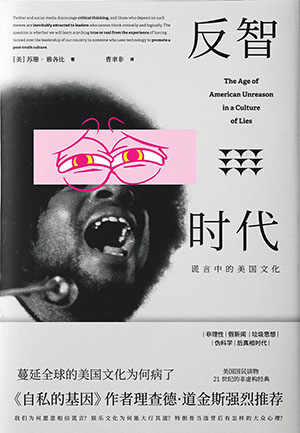 Twitter and social media discourage critical thinking, and those who depend on such
memes are inevitably attracted to leaders who cannot think critically and logically. The
question is whether we will learn anything true or real from the experience of having
turned over the leadership of our country to someone who uses technology to promote a
post-truth culture.
[美] 苏珊・雅各比 著 曹聿非 译
反智
The Age of
American Unreason
in a Culture
of Lies
时代
谎言中的美国文化
|非理性|假新闻|垃圾思想|
|伪科学|后真相时代|
蔓延全球的美国文化为何病了
美国国民读物
21世纪的非虚构经典
《自私的基因》作者理查德·道金斯强烈推荐
我们为何愿意相信谎言？娱乐文化为何能大行其道？特朗普当选背后有怎样的大众心理？